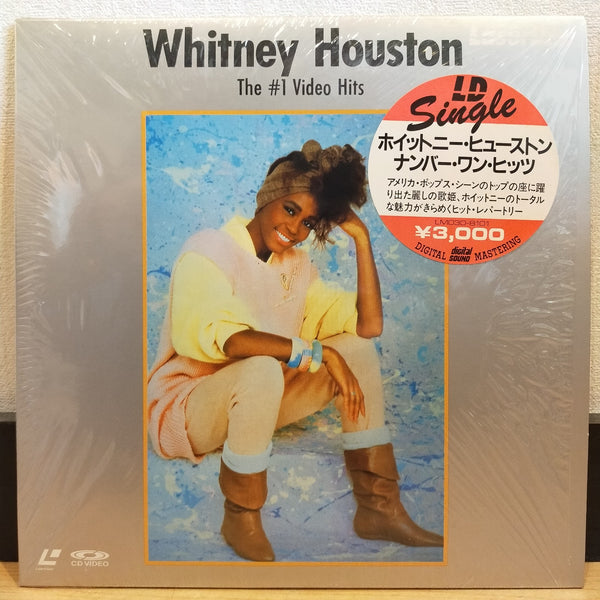 Whitney Houston
The #1 Video Hits
LD
Single
ホイットニー・ヒューストン
ナンバー・ワン・ヒッツ
アメリカ・ポップス・シーンのトップの座に躍
り出た麗しの歌姫、ホイットニーのトータル
な魅力がきらめくヒット・レパートリー
LM030-8101
¥3,000
DIGITAL digital SOUND MASTERING
CD VIDEO